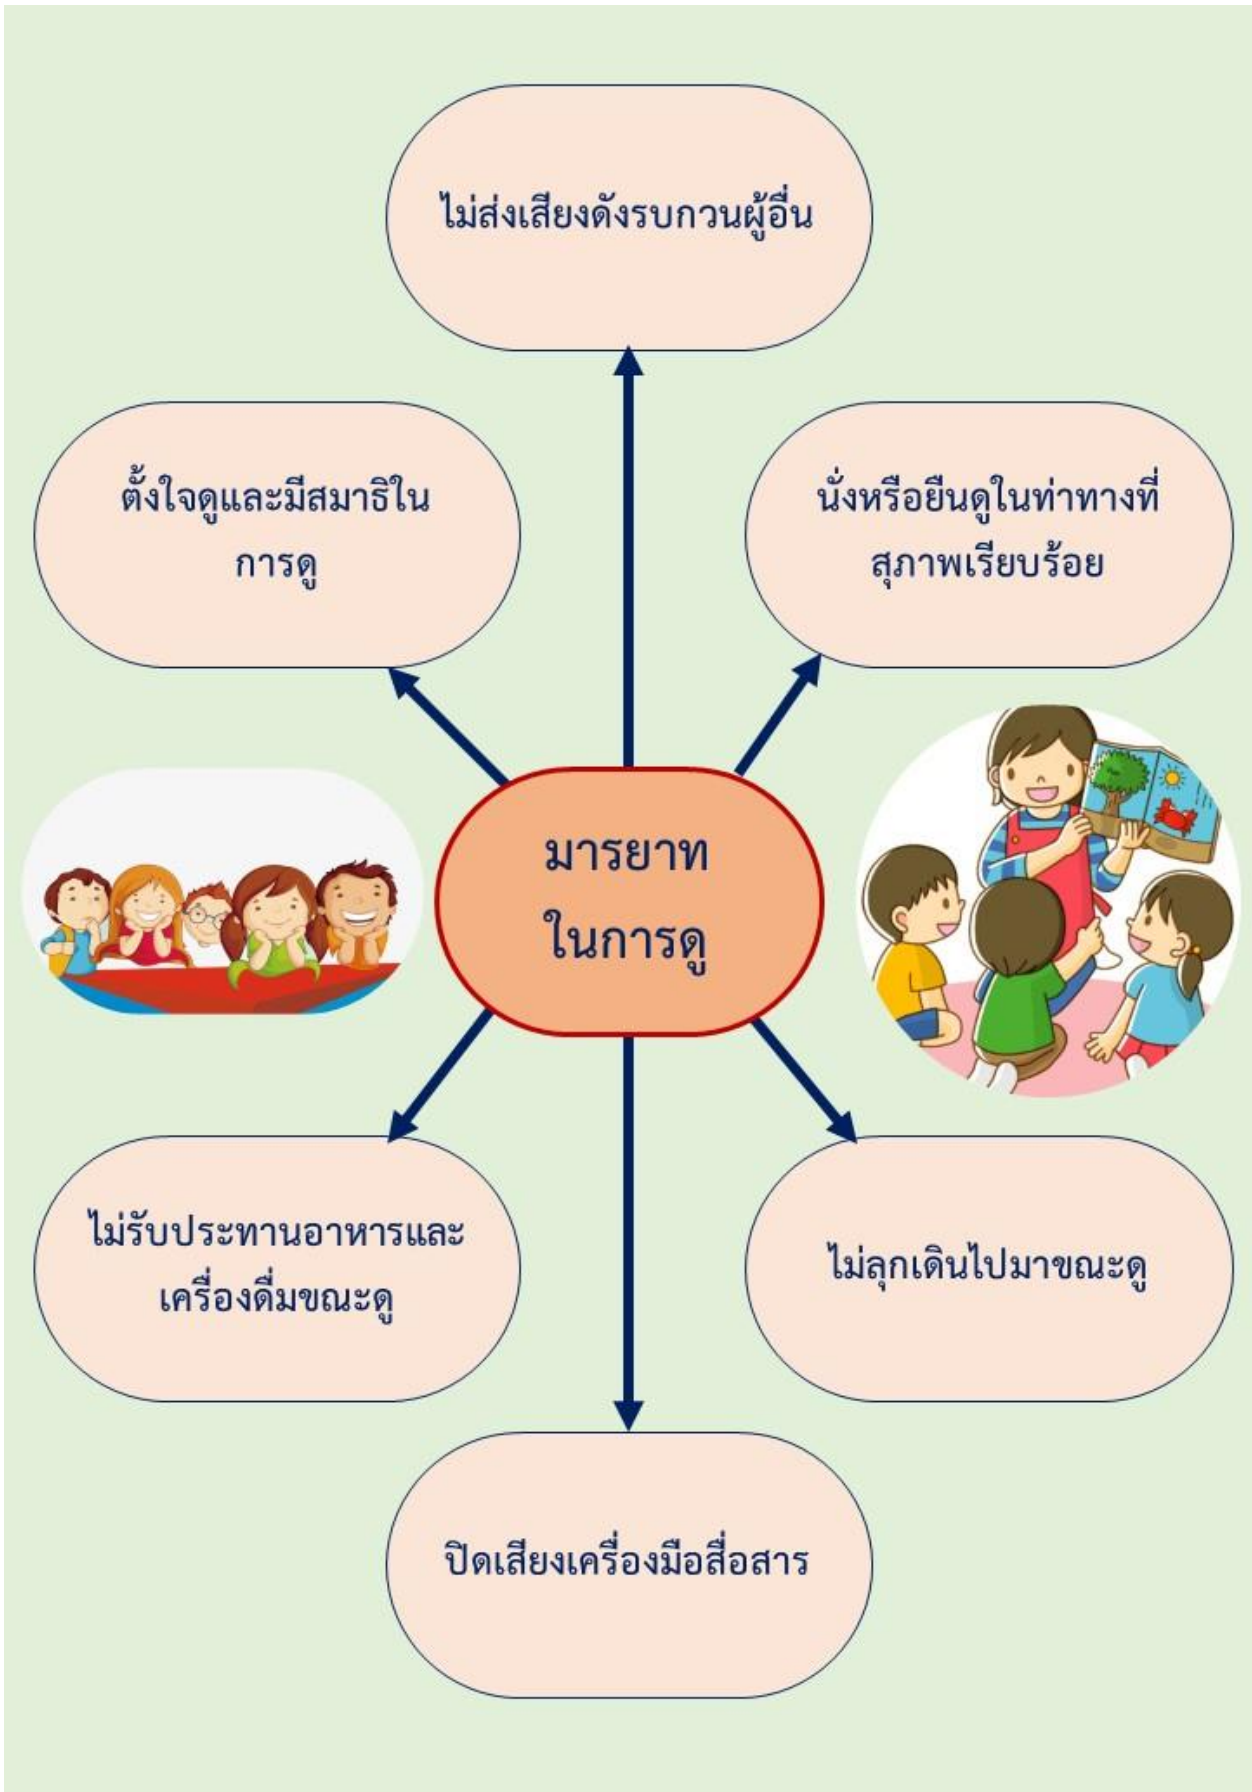 ไม่ส่งเสียงดังรบกวนผู้อื่น
ตั้งใจดูและมีสมาธิใน
การดู
นั่งหรือยืนดูในท่าทางที่
สุภาพเรียบร้อย
มารยาท
ในการดู
ไม่รับประทานอาหารและ
เครื่องดื่มขณะดู
ไม่ลุกเดินไปมาขณะดู
ปิดเสียงเครื่องมือสื่อสาร